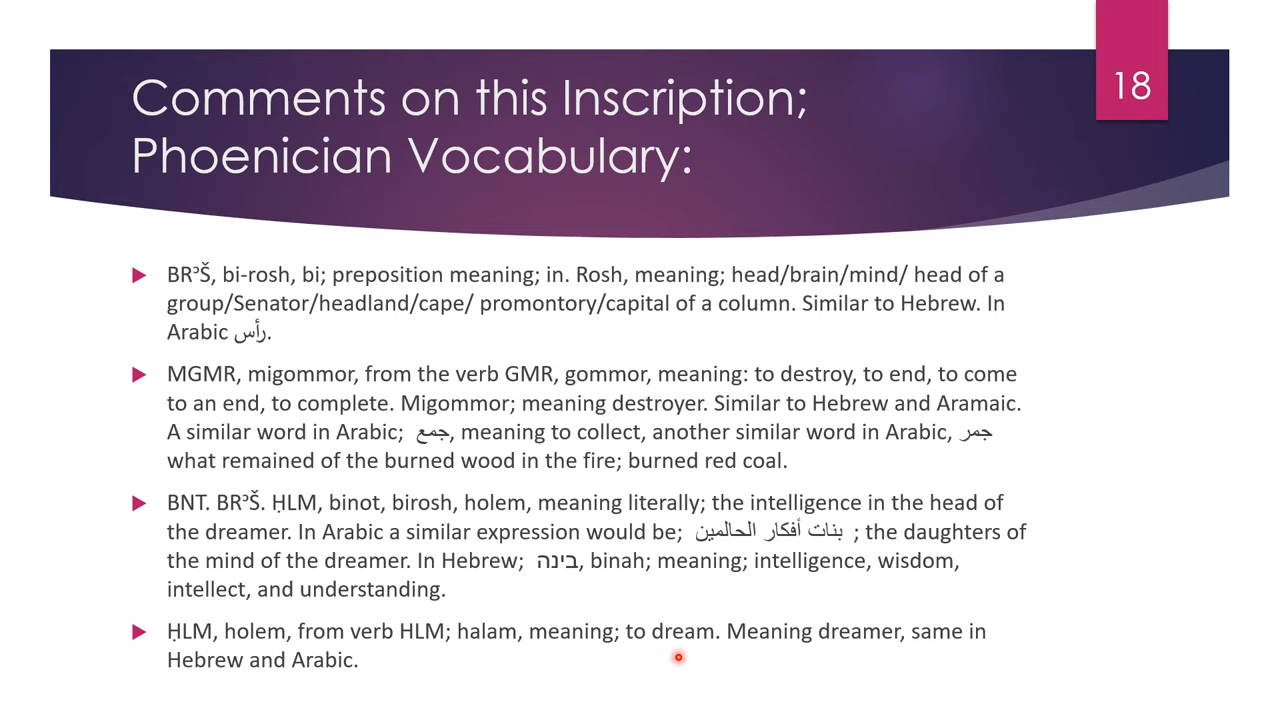 18
Comments on this Inscription;
Phoenician Vocabulary:
BRᵓŠ, bi-rosh, bi; preposition meaning; in. Rosh, meaning; head/brain/mind/ head of a
group/Senator/headland/cape/ promontory/capital of a column. Similar to Hebrew. In
Arabic رأس.
MGMR, migommor, from the verb GMR, gommor, meaning: to destroy, to end, to come
to an end, to complete. Migommor; meaning destroyer. Similar to Hebrew and Aramaic.
A similar word in Arabic; جمع, meaning to collect, another similar word in Arabic, جمر
what remained of the burned wood in the fire; burned red coal.
BNT. BRᵓŠ. ḤLM, binot, birosh, holem, meaning literally; the intelligence in the head of
the dreamer. In Arabic a similar expression would be; بنات أفكار الحالمين ; the daughters of
the mind of the dreamer. In Hebrew; בינה, binah; meaning; intelligence, wisdom,
intellect, and understanding.
ḤLM, holem, from verb HLM; halam, meaning; to dream. Meaning dreamer, same in
Hebrew and Arabic.